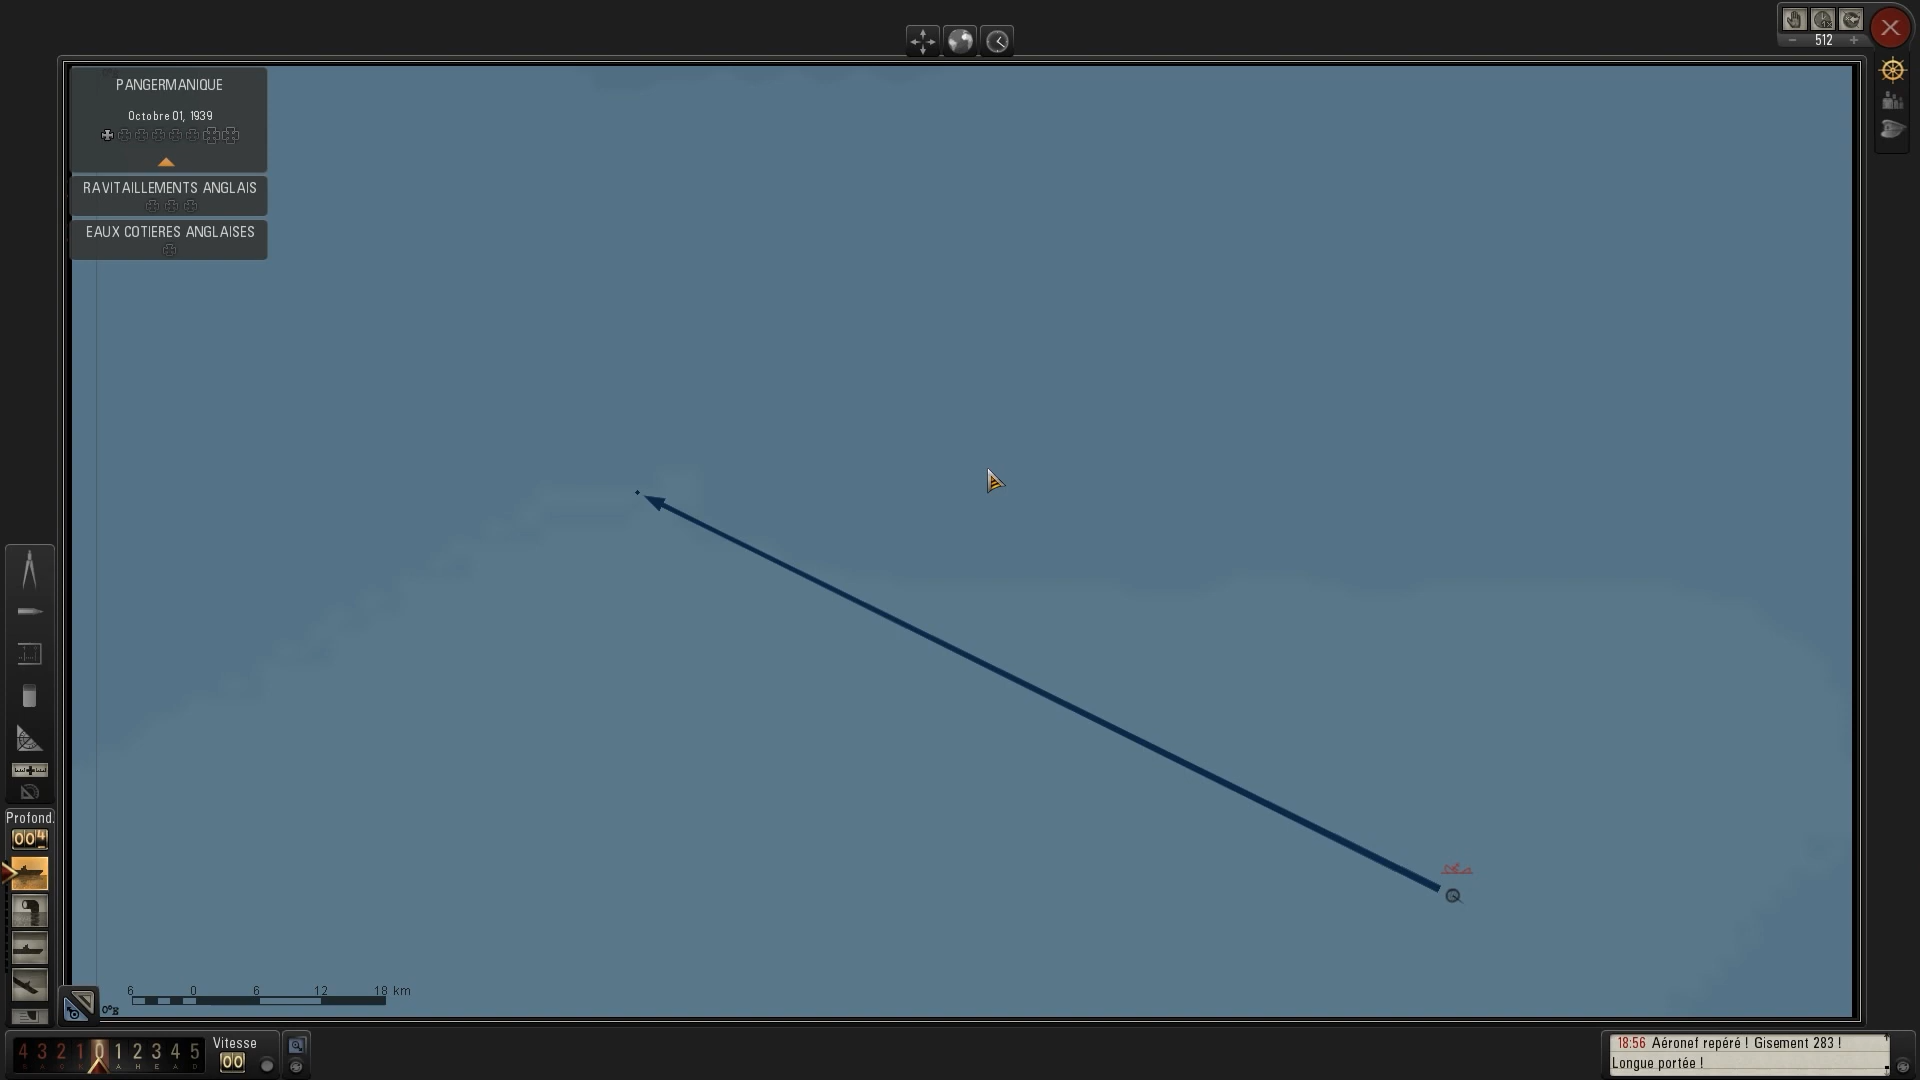 512
PANGERMANIQUE
Octobre 01, 1939
RAVITAILLEMENTS ANGLAIS
EAUX COTIERES ANGLAISES
Profond.
004
6 0 6 12 18 km
0°E
4 3 2 1 0 1 2 3 4 5
AHEAD
Vitesse
00
18:56 Aéronef repéré ! Gisement 283 !
Longue portée !